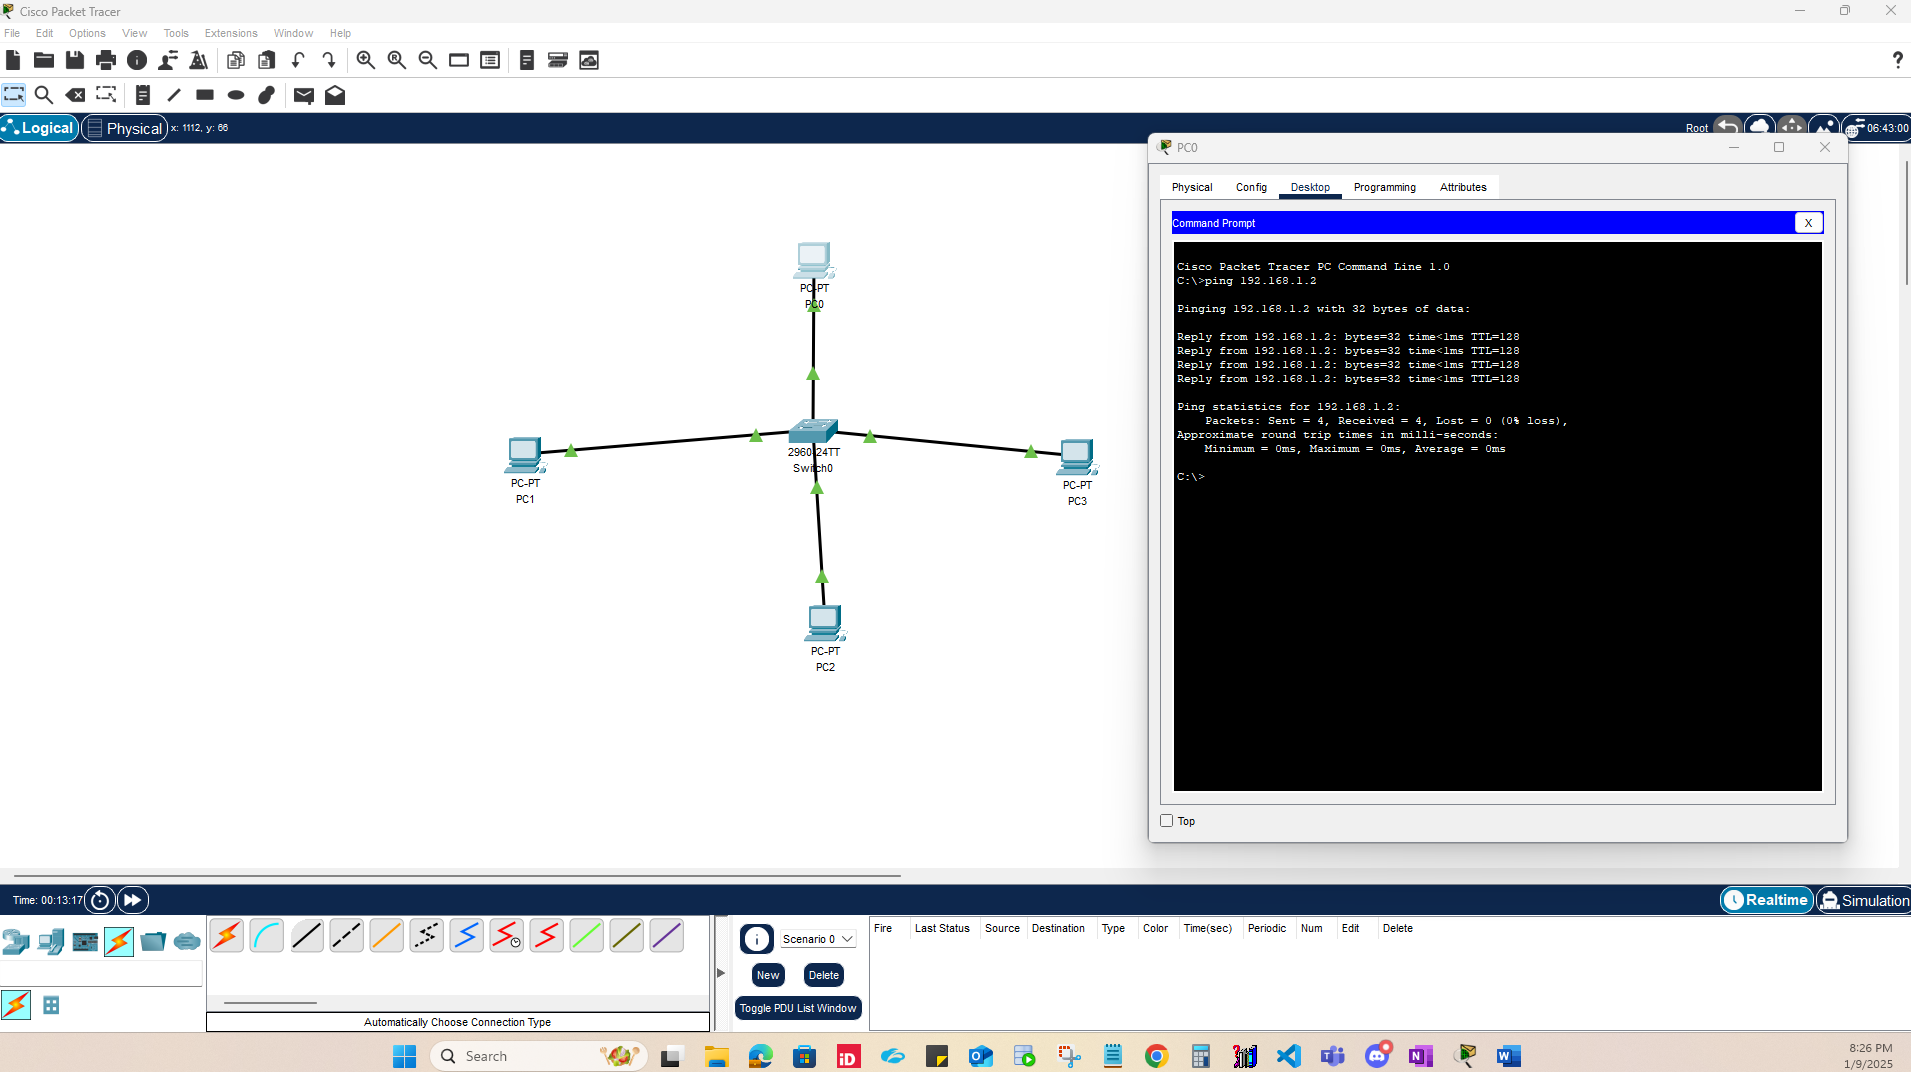 Cisco Packet Tracer
File Edit Options View Tools Extensions Window Help
Logical Physical x: 1112, y: 66 Root 06:43:00
PC0
Physical Config Desktop Programming Attributes
Command Prompt X
Cisco Packet Tracer PC Command Line 1.0
C:\>ping 192.168.1.2
Pinging 192.168.1.2 with 32 bytes of data:
Reply from 192.168.1.2: bytes=32 time<1ms TTL=128
Reply from 192.168.1.2: bytes=32 time<1ms TTL=128
Reply from 192.168.1.2: bytes=32 time<1ms TTL=128
Reply from 192.168.1.2: bytes=32 time<1ms TTL=128
Ping statistics for 192.168.1.2:
Packets: Sent = 4, Received = 4, Lost = 0 (0% loss),
Approximate round trip times in milli-seconds:
Minimum = 0ms, Maximum = 0ms, Average = 0ms
C:\>
Top
PC-PT
PC0
2960-24TT
Switch0
PC-PT
PC1
PC-PT
PC3
PC-PT
PC2
Time: 00:13:17 Realtime Simulation
Scenario 0
New Delete
Toggle PDU List Window
Fire Last Status Source Destination Type Color Time(sec) Periodic Num Edit Delete
Automatically Choose Connection Type
Search
8:26 PM
1/9/2025